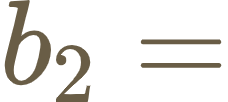 b₂ =